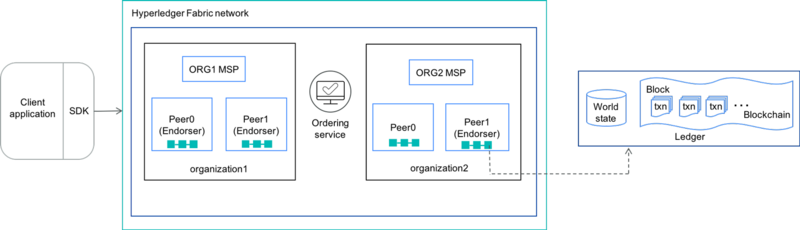 Hyperledger Fabric network
Client
application
SDK
ORG1 MSP
Peer0
(Endorser)
Peer1
(Endorser)
organization1
Ordering
service
ORG2 MSP
Peer0
Peer1
(Endorser)
organization2
World
state
Block
txn
txn
txn
Blockchain
Ledger